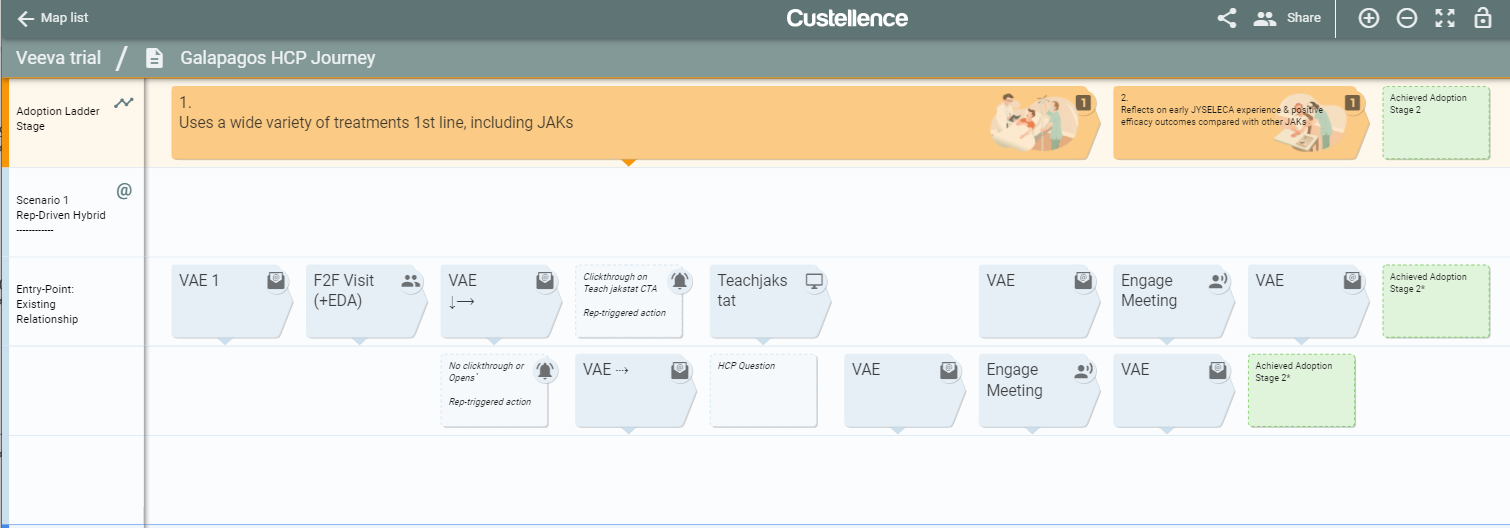 Map list
Custellence
Share
Veeva trial / Galapagos HCP Journey
Adoption Ladder
Stage
1.
Uses a wide variety of treatments 1st line, including JAKs
1
2.
Reflects on early JYSELECA experience & positive
efficacy outcomes compared with other JAKs
1
Achieved Adoption
Stage 2
Scenario 1
Rep-Driven Hybrid
------------
@
Entry-Point:
Existing
Relationship
VAE 1
F2F Visit
(+EDA)
VAE
↓→
Clickthrough on
Teach jakstat CTA
Rep-triggered action
Teachjaks
tat
VAE
Engage
Meeting
VAE
Achieved Adoption
Stage 2*
No clickthrough or
Opens`
Rep-triggered action
VAE ⇢
HCP Question
VAE
Engage
Meeting
VAE
Achieved Adoption
Stage 2*